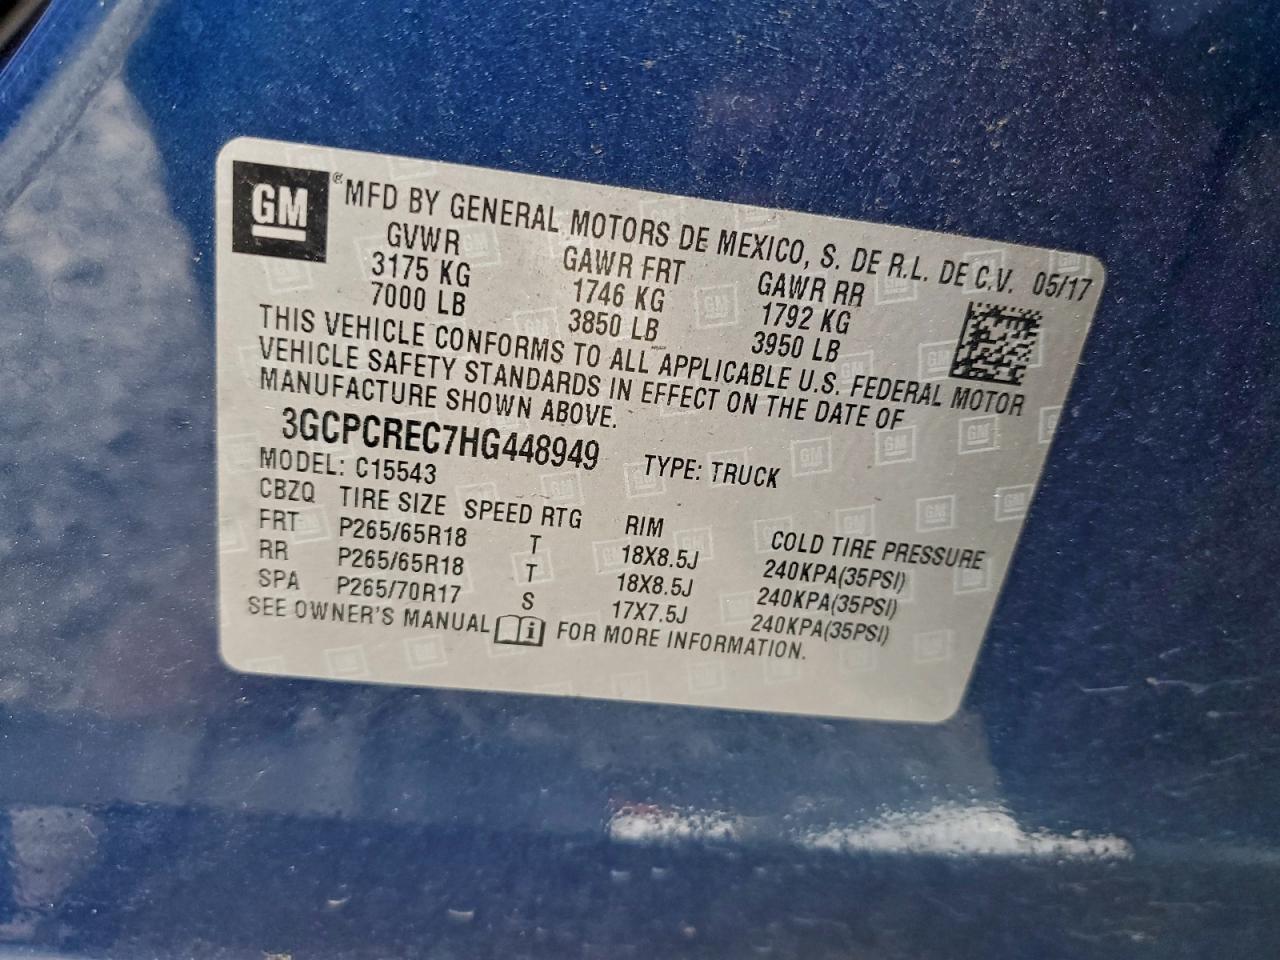 GM ® MFD BY GENERAL MOTORS DE MEXICO, S. DE R.L. DE C.V. 05/17
GVWR GAWR FRT GAWR RR
3175 KG 1746 KG 1792 KG
7000 LB 3850 LB 3950 LB
THIS VEHICLE CONFORMS TO ALL APPLICABLE U.S. FEDERAL MOTOR
VEHICLE SAFETY STANDARDS IN EFFECT ON THE DATE OF
MANUFACTURE SHOWN ABOVE.
3GCPCREC7HG448949 TYPE: TRUCK
MODEL: C15543
CBZQ TIRE SIZE SPEED RTG RIM COLD TIRE PRESSURE
FRT P265/65R18 T 18X8.5J 240KPA(35PSI)
RR P265/65R18 T 18X8.5J 240KPA(35PSI)
SPA P265/70R17 S 17X7.5J 240KPA(35PSI)
SEE OWNER'S MANUAL i FOR MORE INFORMATION.